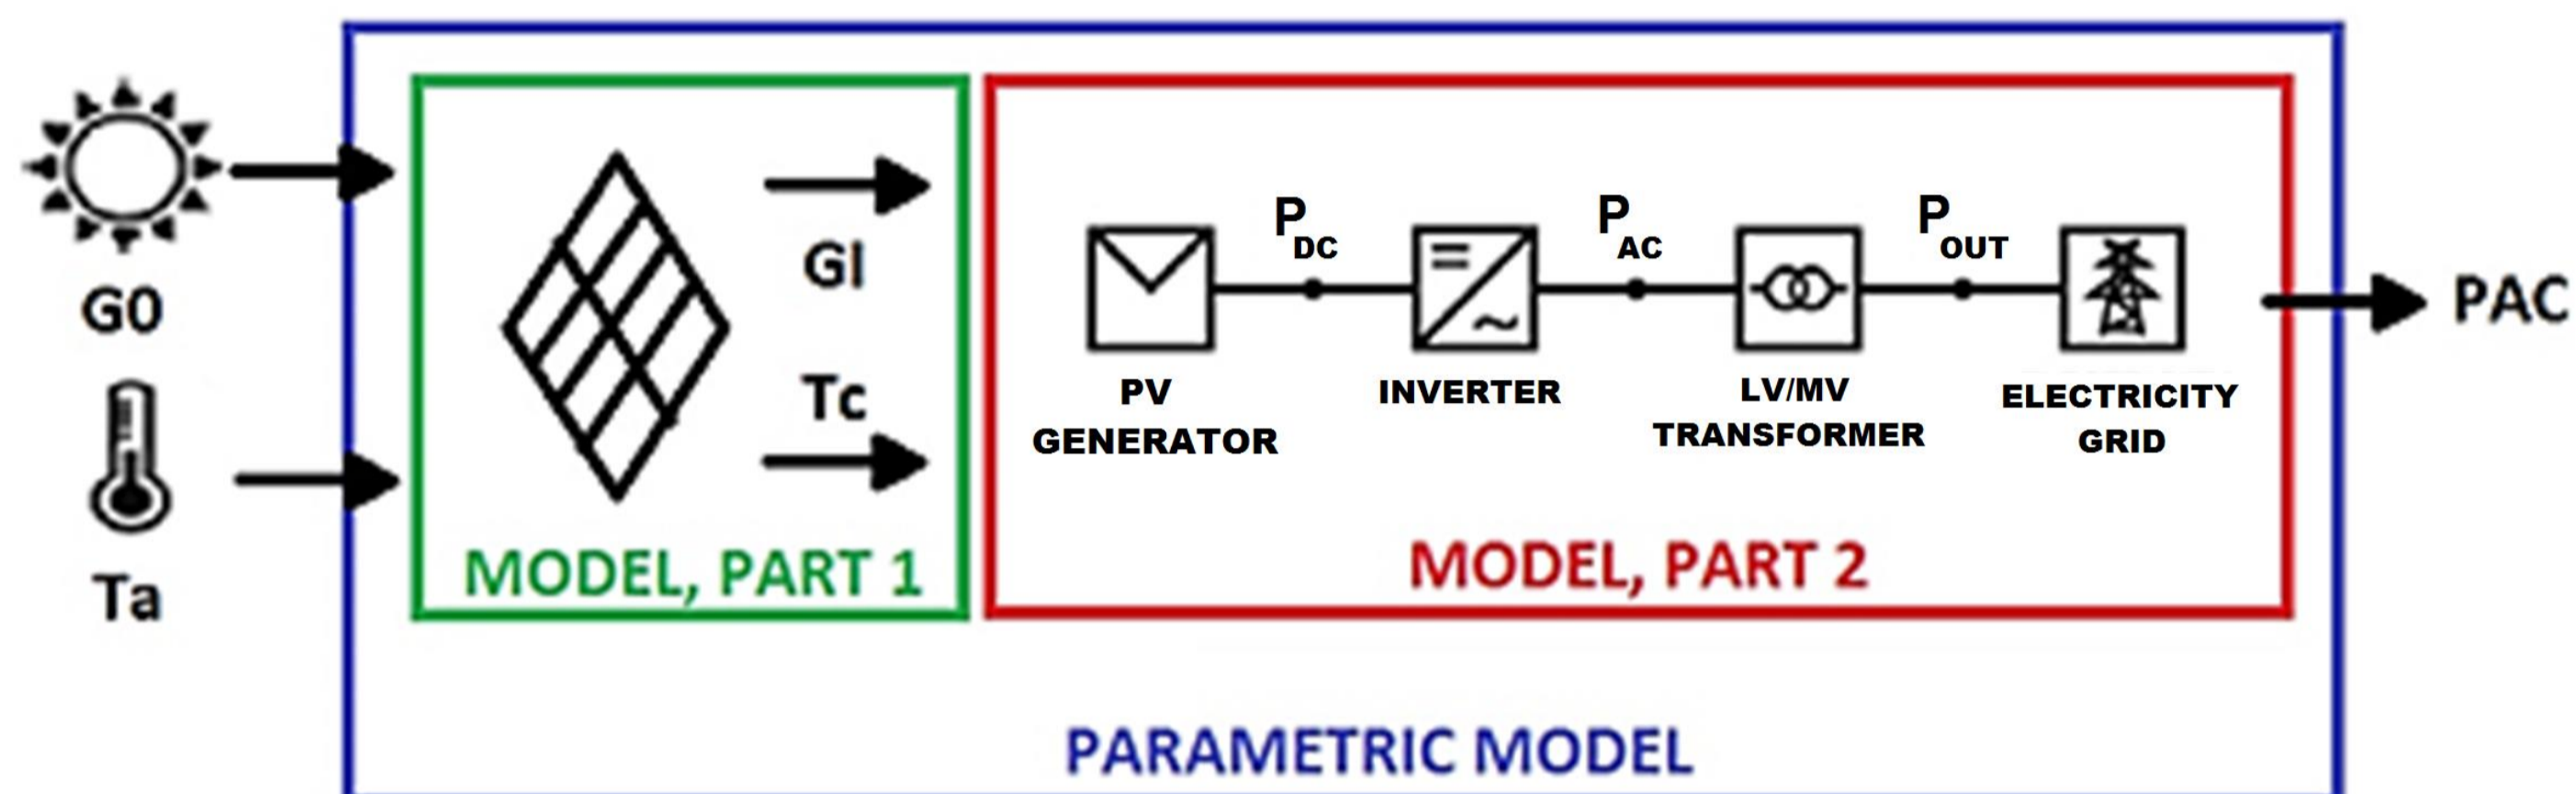 G0
Ta
GI
Tc
MODEL, PART 1
P DC
P AC
P OUT
PV
GENERATOR
INVERTER
LV/MV
TRANSFORMER
ELECTRICITY
GRID
MODEL, PART 2
PAC
PARAMETRIC MODEL